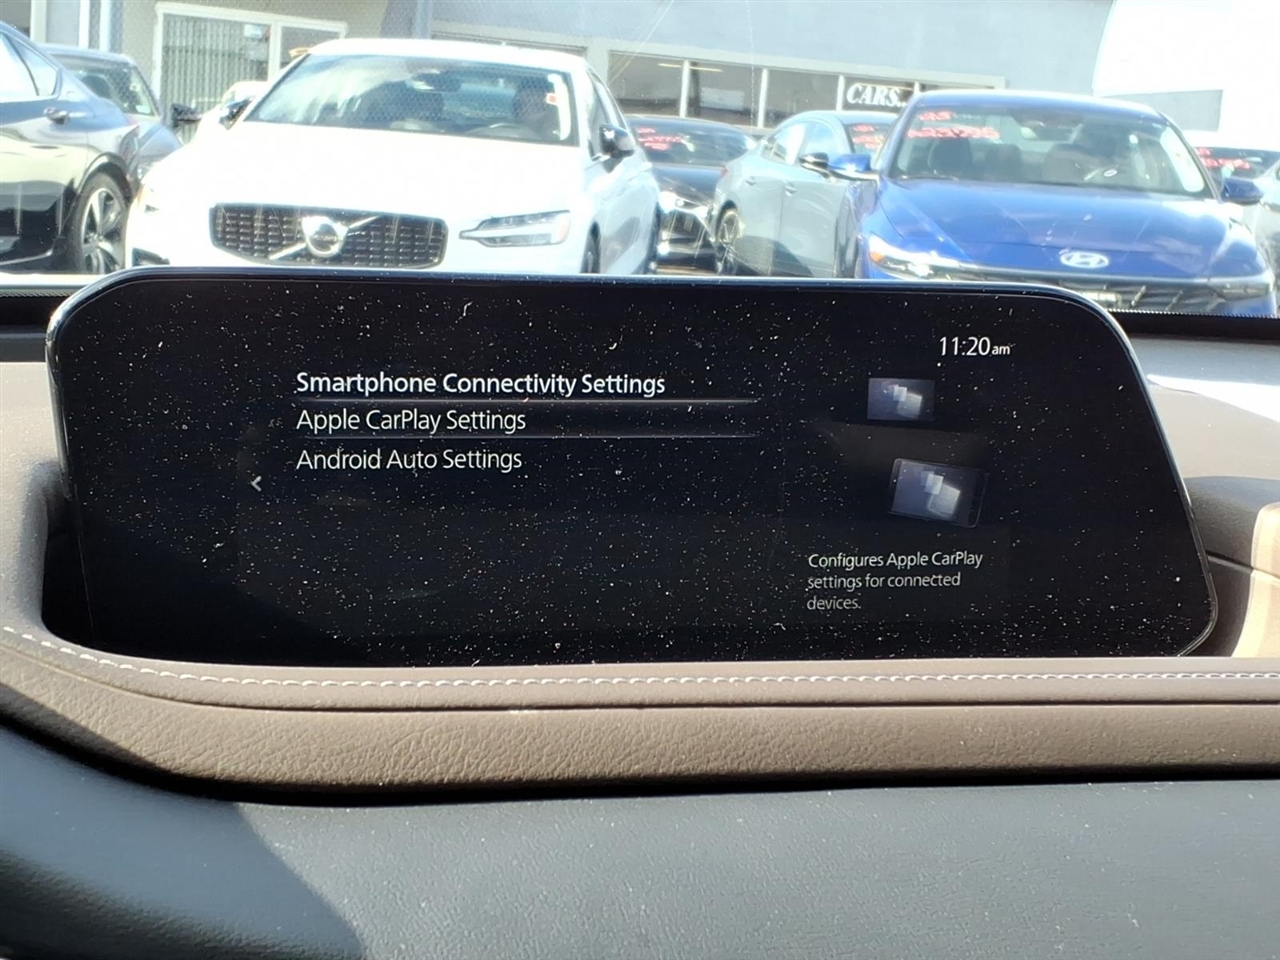 CARS..
11:20am
Smartphone Connectivity Settings
Apple CarPlay Settings
Android Auto Settings
Configures Apple CarPlay
settings for connected
devices.